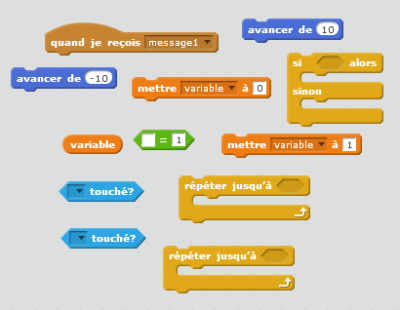 avancer de 10
quand je reçois message1
si alors
avancer de -10
mettre variable à 0
sinon
variable
= 1
mettre variable à 1
touché?
répéter jusqu'à
touché?
répéter jusqu'à